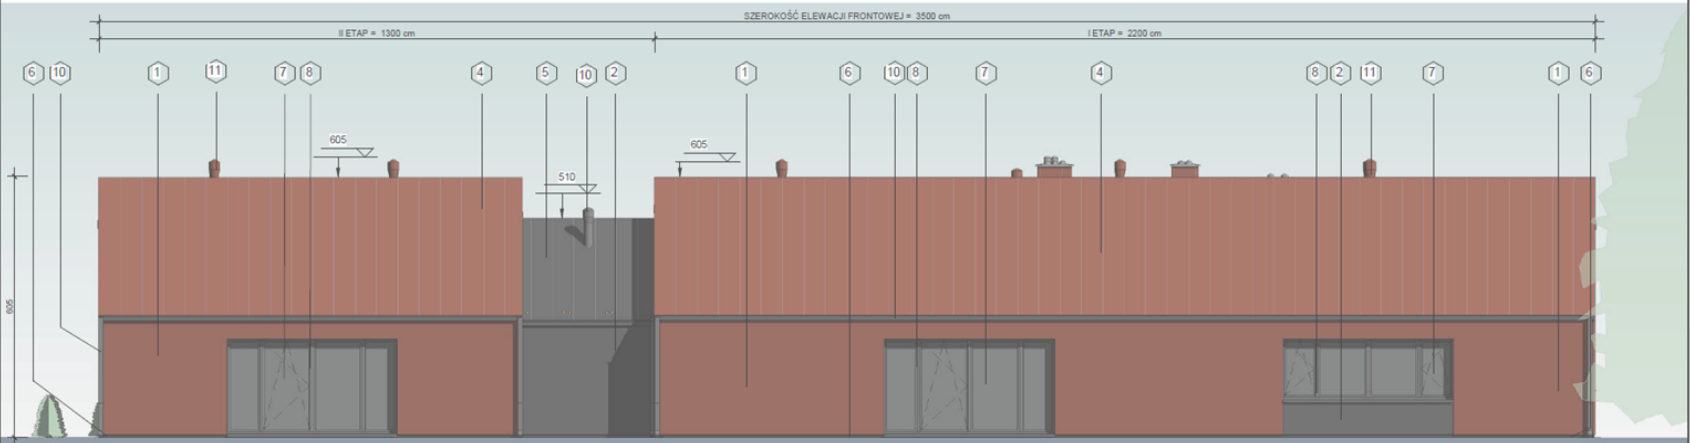 SZEROKOŚĆ ELEWACJI FRONTOWEJ = 3500 cm
II ETAP = 1300 cm
I ETAP = 2200 cm
6 10 1 11 7 8 4 5 10 2 1 6 10 8 7 4 8 2 11 7 1 6
605
605
510
605